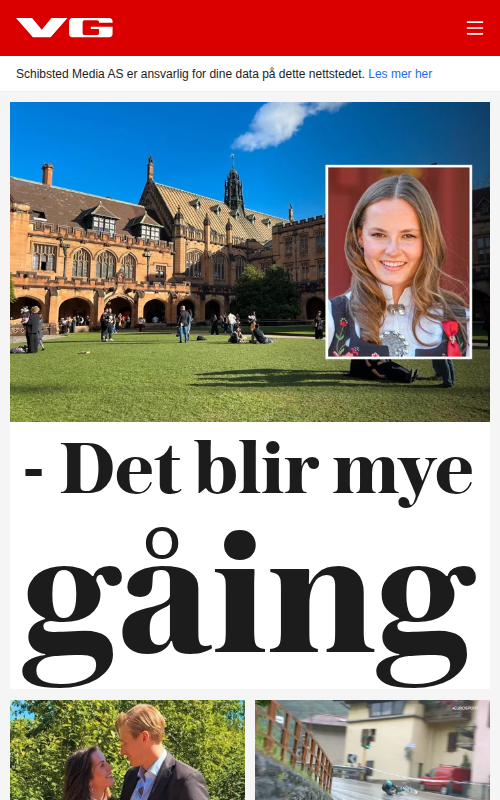 VG
Schibsted Media AS er ansvarlig for dine data på dette nettstedet. Les mer her
- Det blir mye
gåing
EUROSPORT